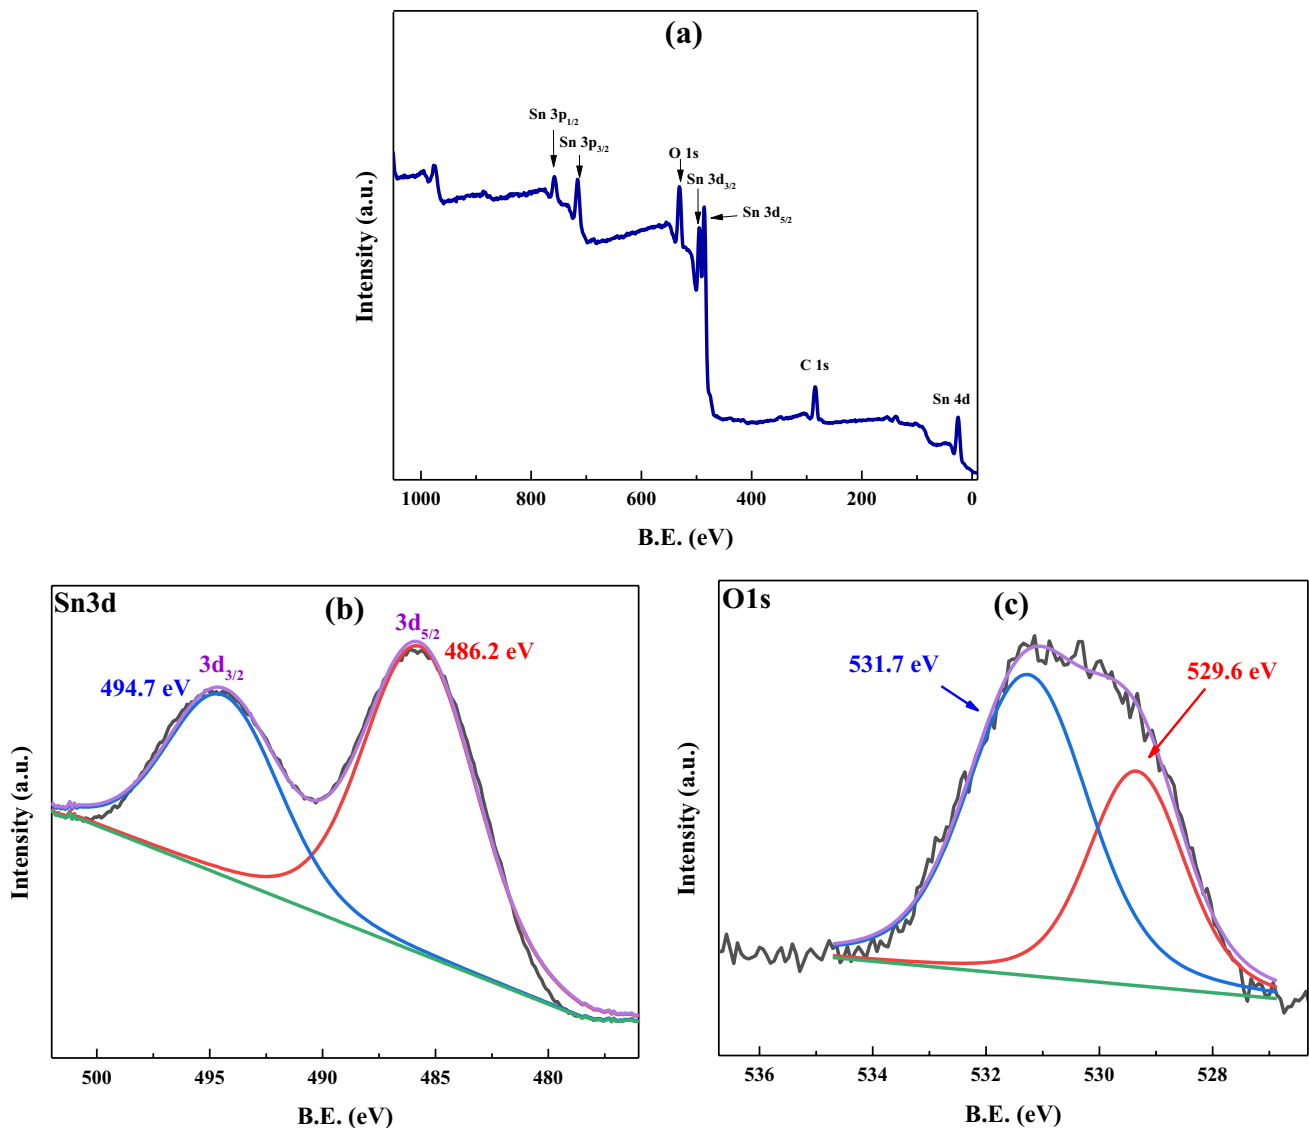 (a)
Sn 3p1/2
Sn 3p3/2
O 1s
Sn 3d3/2
Sn 3d5/2
C 1s
Sn 4d
Intensity (a.u.)
1000 800 600 400 200 0
B.E. (eV)
Sn3d
(b)
3d5/2
486.2 eV
3d3/2
494.7 eV
Intensity (a.u.)
500 495 490 485 480
B.E. (eV)
O1s
(c)
531.7 eV
529.6 eV
Intensity (a.u.)
536 534 532 530 528
B.E. (eV)